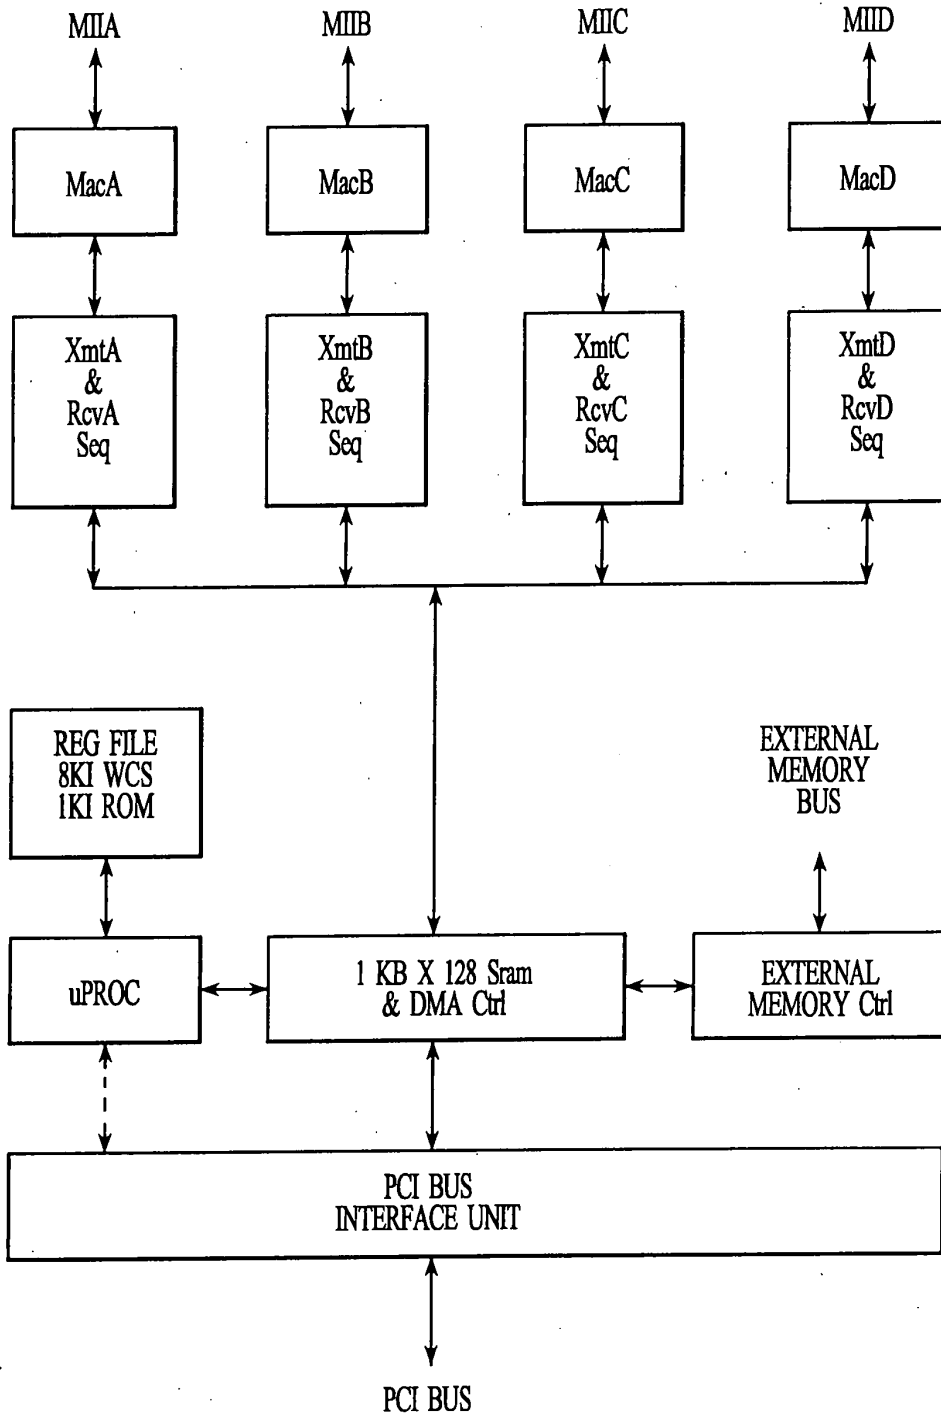 MIIA MIIB MIIC MIID
MacA MacB MacC MacD
XmtA
&
RcvA
Seq
XmtB
&
RcvB
Seq
XmtC
&
RcvC
Seq
XmtD
&
RcvD
Seq
REG FILE
8KI WCS
1KI ROM
EXTERNAL
MEMORY
BUS
uPROC
1 KB X 128 Sram
& DMA Ctrl
EXTERNAL
MEMORY Ctrl
PCI BUS
INTERFACE UNIT
PCI BUS